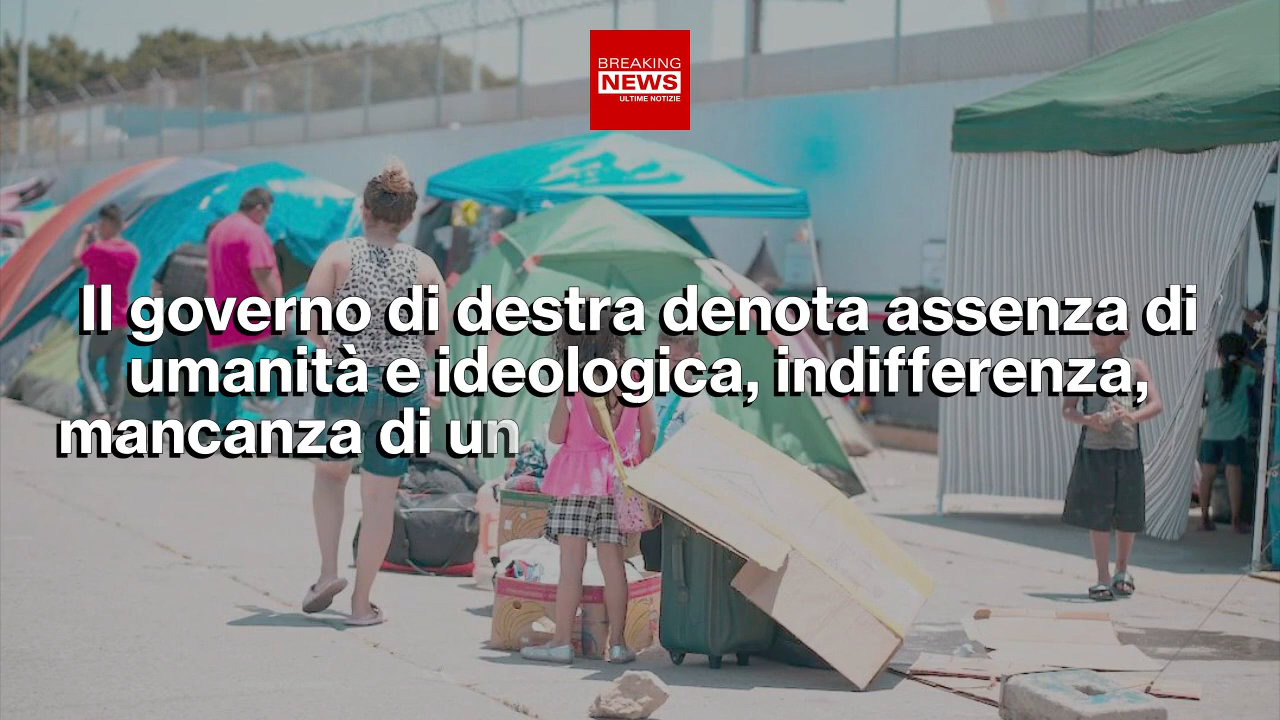 BREAKING
NEWS
ULTIME NOTIZIE
Il governo di destra denota assenza di
umanità e ideologica, indifferenza,
mancanza di un